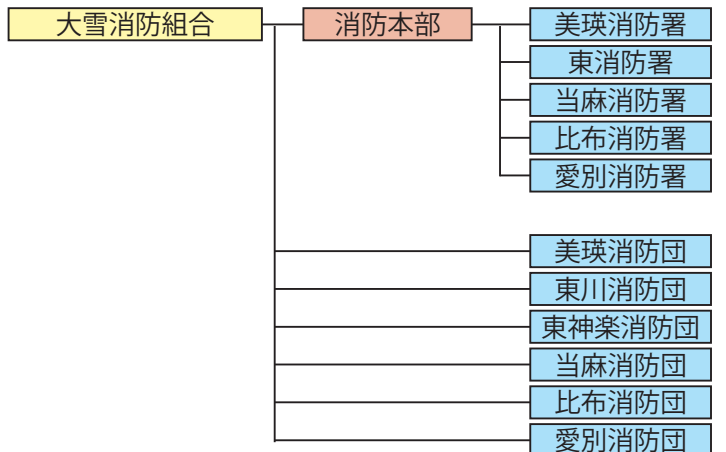 大雪消防組合
消防本部
美瑛消防署
東消防署
当麻消防署
比布消防署
愛別消防署
美瑛消防団
東川消防団
東神楽消防団
当麻消防団
比布消防団
愛別消防団